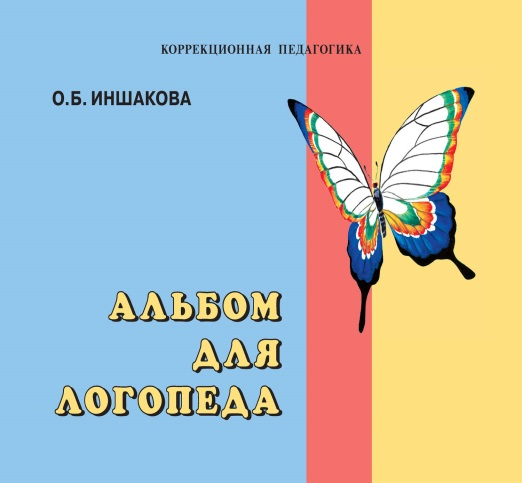 КОРРЕКЦИОННАЯ ПЕДАГОГИКА
О.Б. ИНШАКОВА
АЛЬБОМ
ДЛЯ
ЛОГОПЕДА